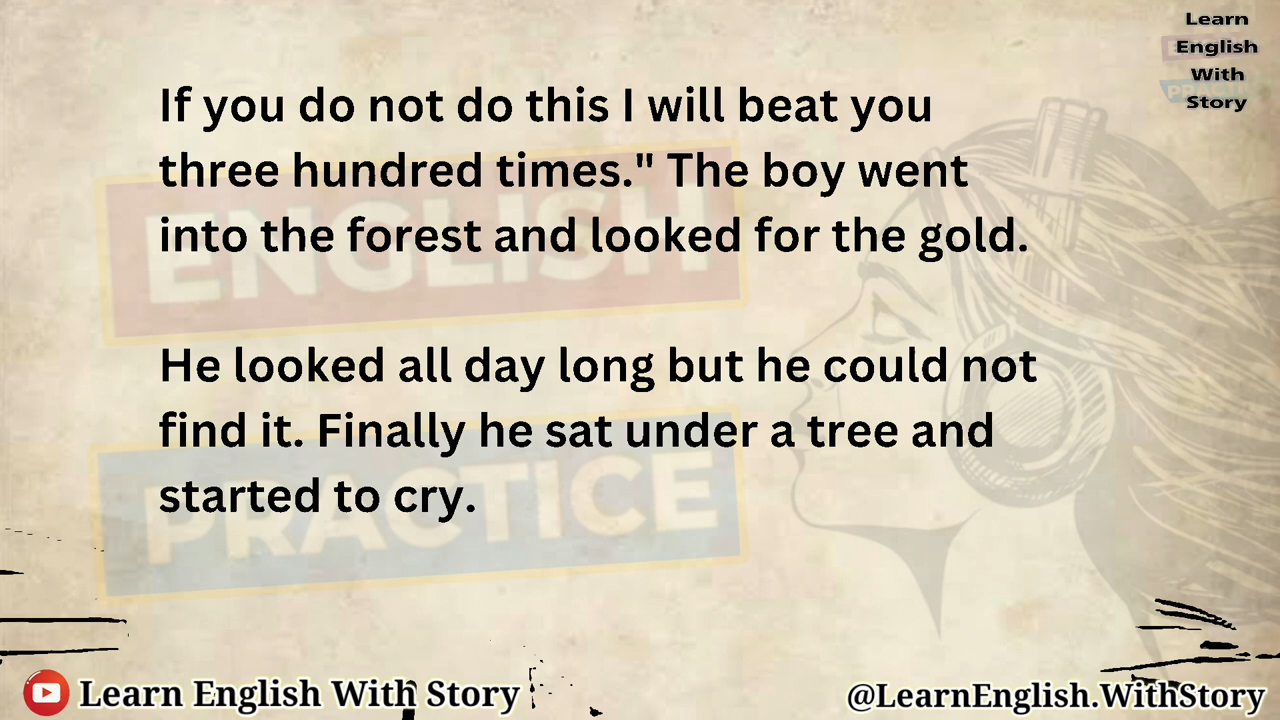 Learn
English
With
Story
If you do not do this I will beat you
three hundred times." The boy went
into the forest and looked for the gold.
He looked all day long but he could not
find it. Finally he sat under a tree and
started to cry.
ENGLISH
PRACTICE
Learn English With Story
@LearnEnglish.WithStory